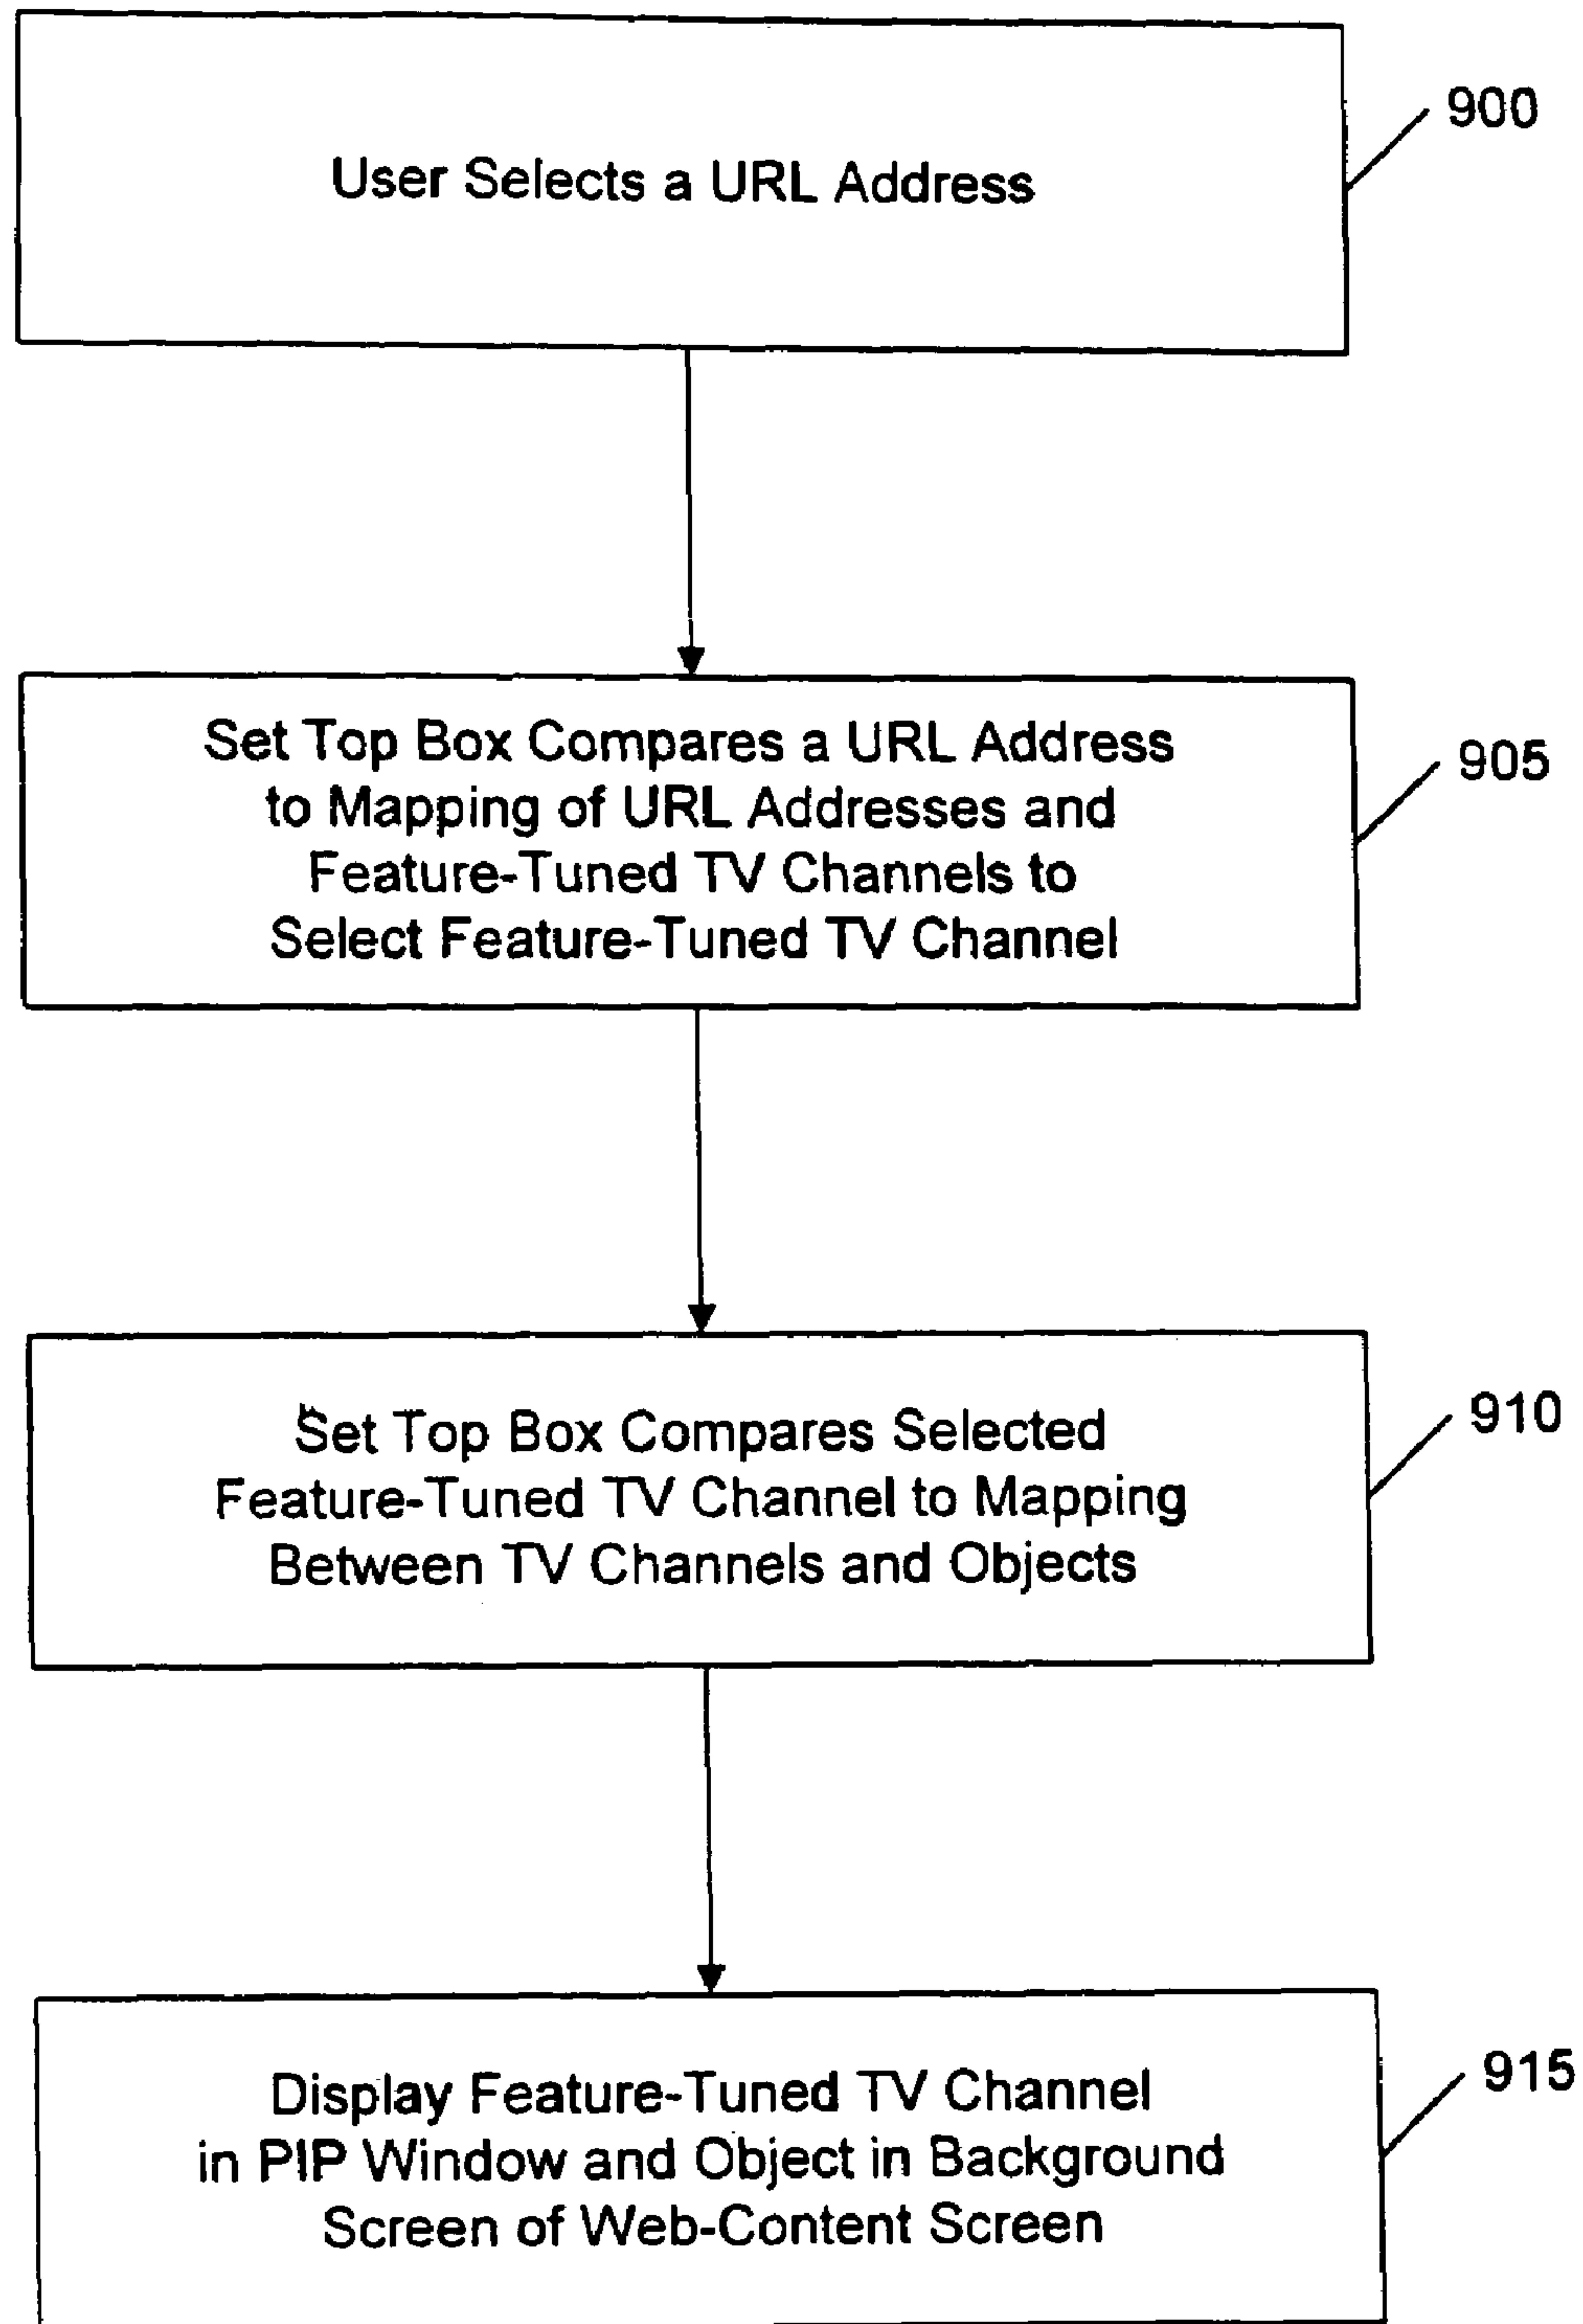 User Selects a URL Address
900
Set Top Box Compares a URL Address
to Mapping of URL Addresses and
Feature-Tuned TV Channels to
Select Feature-Tuned TV Channel
905
Set Top Box Compares Selected
Feature-Tuned TV Channel to Mapping
Between TV Channels and Objects
910
Display Feature-Tuned TV Channel
in PIP Window and Object in Background
Screen of Web-Content Screen
915